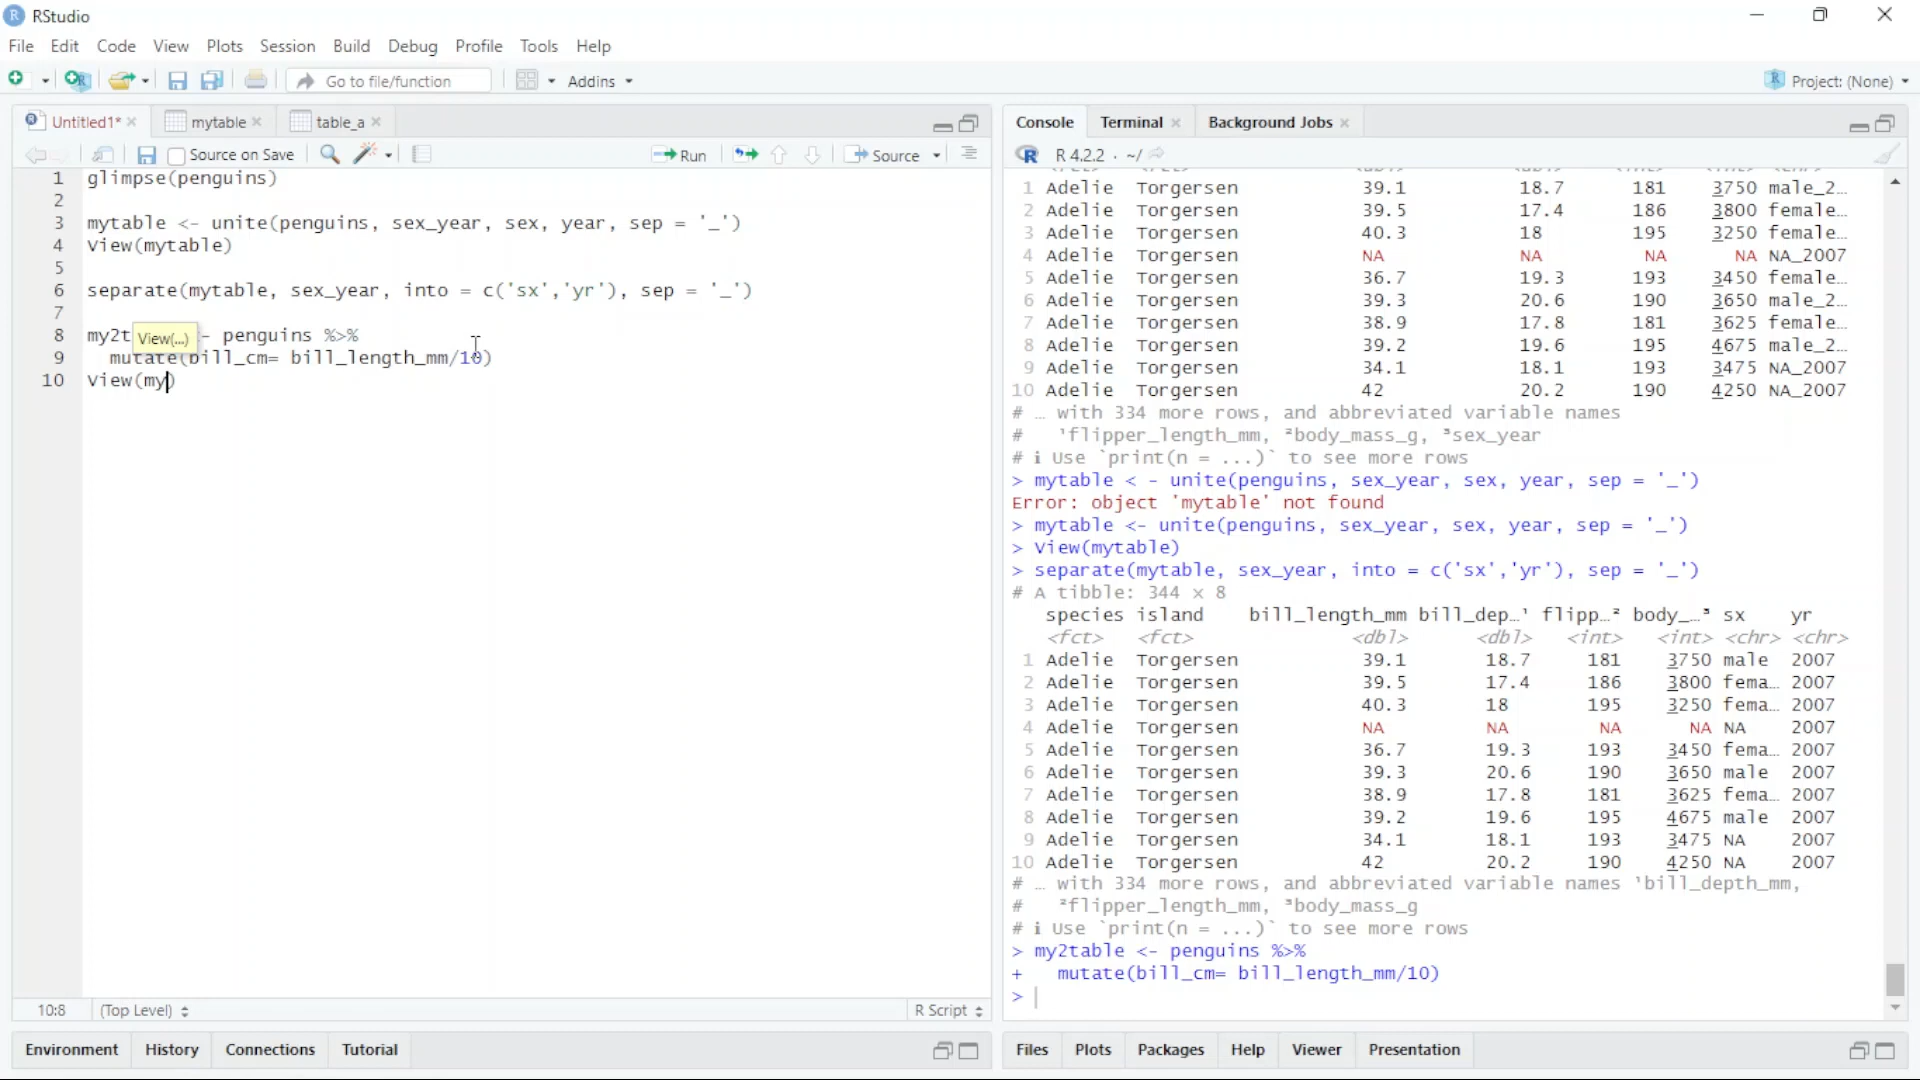 RStudio
File Edit Code View Plots Session Build Debug Profile Tools Help
Go to file/function Addins Project: (None)
Untitled1* mytable table_a
Source on Save Run Source
1 glimpse(penguins)
2
3 mytable <- unite(penguins, sex_year, sex, year, sep = '_')
4 View(mytable)
5
6 separate(mytable, sex_year, into = c('sx','yr'), sep = '_')
7
8 my2t - penguins %>%
View(...)
9 mutate(bill_cm= bill_length_mm/10)
10 View(my)
10:8 (Top Level) R Script
Environment History Connections Tutorial
Console Terminal Background Jobs
R 4.2.2 · ~/
1 Adelie Torgersen 39.1 18.7 181 3750 male_2…
2 Adelie Torgersen 39.5 17.4 186 3800 female…
3 Adelie Torgersen 40.3 18 195 3250 female…
4 Adelie Torgersen NA NA NA NA NA_2007
5 Adelie Torgersen 36.7 19.3 193 3450 female…
6 Adelie Torgersen 39.3 20.6 190 3650 male_2…
7 Adelie Torgersen 38.9 17.8 181 3625 female…
8 Adelie Torgersen 39.2 19.6 195 4675 male_2…
9 Adelie Torgersen 34.1 18.1 193 3475 NA_2007
10 Adelie Torgersen 42 20.2 190 4250 NA_2007
# … with 334 more rows, and abbreviated variable names
# ¹flipper_length_mm, ²body_mass_g, ³sex_year
# ℹ Use `print(n = ...)` to see more rows
> mytable < - unite(penguins, sex_year, sex, year, sep = '_')
Error: object 'mytable' not found
> mytable <- unite(penguins, sex_year, sex, year, sep = '_')
> View(mytable)
> separate(mytable, sex_year, into = c('sx','yr'), sep = '_')
# A tibble: 344 × 8
species island bill_length_mm bill_dep…¹ flipp…² body_…³ sx yr
<fct> <fct> <dbl> <dbl> <int> <int> <chr> <chr>
1 Adelie Torgersen 39.1 18.7 181 3750 male 2007
2 Adelie Torgersen 39.5 17.4 186 3800 fema… 2007
3 Adelie Torgersen 40.3 18 195 3250 fema… 2007
4 Adelie Torgersen NA NA NA NA NA 2007
5 Adelie Torgersen 36.7 19.3 193 3450 fema… 2007
6 Adelie Torgersen 39.3 20.6 190 3650 male 2007
7 Adelie Torgersen 38.9 17.8 181 3625 fema… 2007
8 Adelie Torgersen 39.2 19.6 195 4675 male 2007
9 Adelie Torgersen 34.1 18.1 193 3475 NA 2007
10 Adelie Torgersen 42 20.2 190 4250 NA 2007
# … with 334 more rows, and abbreviated variable names ¹bill_depth_mm,
# ²flipper_length_mm, ³body_mass_g
# ℹ Use `print(n = ...)` to see more rows
> my2table <- penguins %>%
+ mutate(bill_cm= bill_length_mm/10)
>
Files Plots Packages Help Viewer Presentation